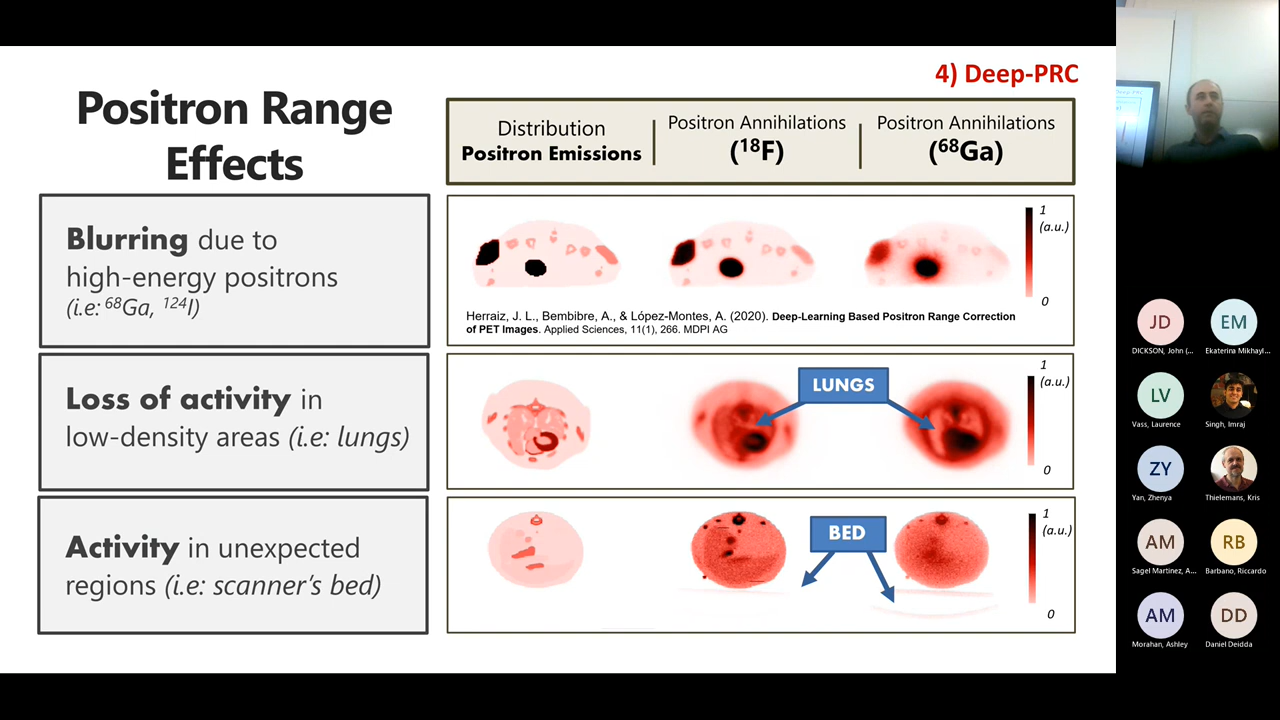 4) Deep-PRC
Positron Range
Effects
Distribution
Positron Emissions
Positron Annihilations
(¹⁸F)
Positron Annihilations
(⁶⁸Ga)
Blurring due to
high-energy positrons
(i.e: ⁶⁸Ga, ¹²⁴I)
1
(a.u.)
0
Herraiz, J. L., Bembibre, A., & López-Montes, A. (2020). Deep-Learning Based Positron Range Correction
of PET Images. Applied Sciences, 11(1), 266. MDPI AG
Loss of activity in
low-density areas (i.e: lungs)
LUNGS
1
(a.u.)
0
Activity in unexpected
regions (i.e: scanner's bed)
BED
1
(a.u.)
0
JD
DICKSON, John (...
EM
Ekaterina Mikhayl...
LV
Vass, Laurence
Singh, Imraj
ZY
Yan, Zhenya
Thielemans, Kris
AM
Sagel Martinez, A...
RB
Barbano, Riccardo
AM
Morahan, Ashley
DD
Daniel Deidda